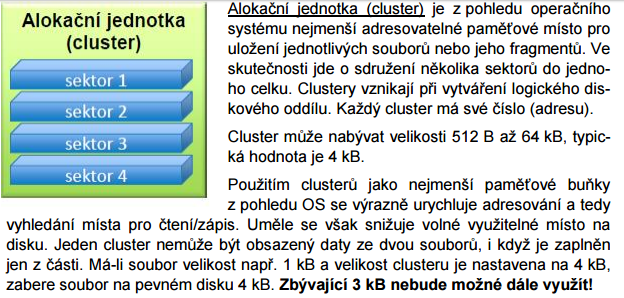 Alokační jednotka
(cluster)
sektor 1
sektor 2
sektor 3
sektor 4
Alokační jednotka (cluster) je z pohledu operačního
systému nejmenší adresovatelné paměťové místo pro
uložení jednotlivých souborů nebo jeho fragmentů. Ve
skutečnosti jde o sdružení několika sektorů do jedno-
ho celku. Clustery vznikají při vytváření logického dis-
kového oddílu. Každý cluster má své číslo (adresu).
Cluster může nabývat velikosti 512 B až 64 kB, typic-
ká hodnota je 4 kB.
Použitím clusterů jako nejmenší paměťové buňky
z pohledu OS se výrazně urychluje adresování a tedy
vyhledání místa pro čtení/zápis. Uměle se však snižuje volné využitelné místo na
disku. Jeden cluster nemůže být obsazený daty ze dvou souborů, i když je zaplněn
jen z části. Má-li soubor velikost např. 1 kB a velikost clusteru je nastavena na 4 kB,
zabere soubor na pevném disku 4 kB. Zbývající 3 kB nebude možné dále využít!